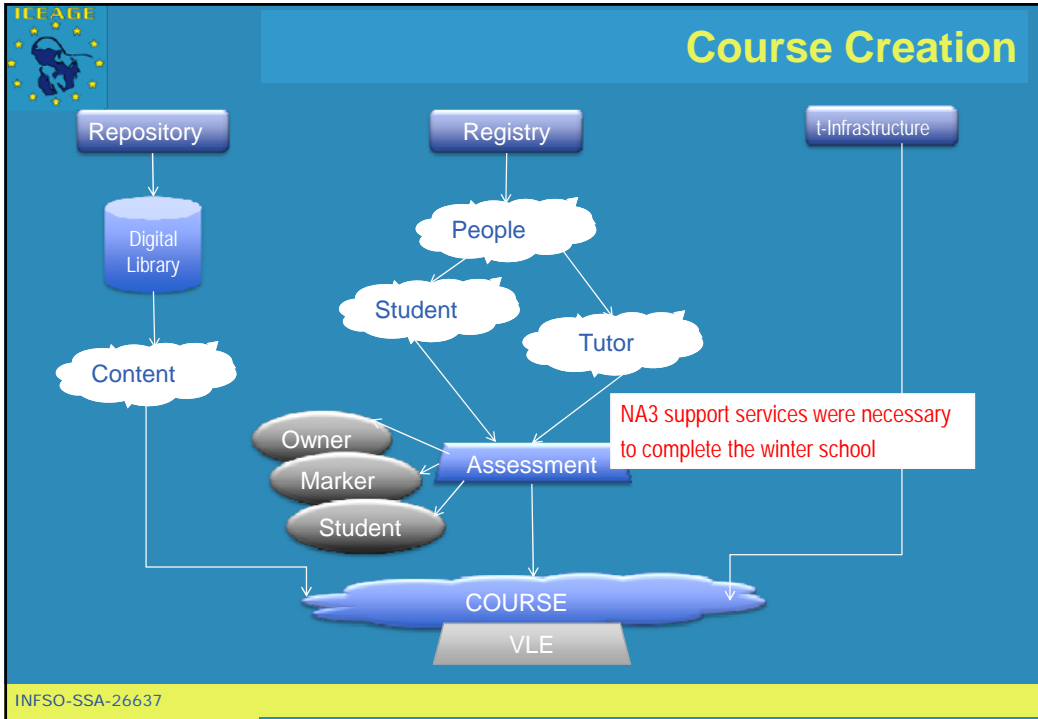 ICEAGE
Course Creation
Repository
Registry
t-Infrastructure
Digital
Library
People
Student
Tutor
Content
NA3 support services were necessary
to complete the winter school
Owner
Marker
Student
Assessment
COURSE
VLE
INFSO-SSA-26637